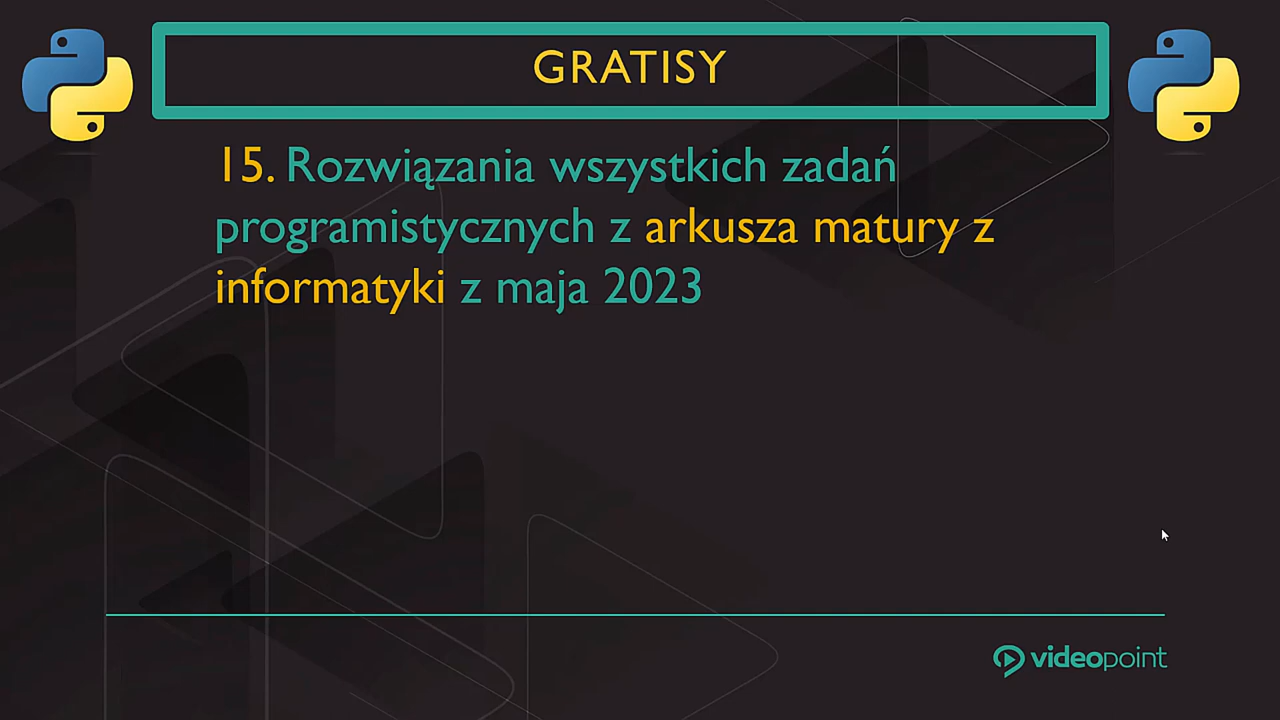 GRATISY
15. Rozwiązania wszystkich zadań
programistycznych z arkusza matury z
informatyki z maja 2023
videopoint